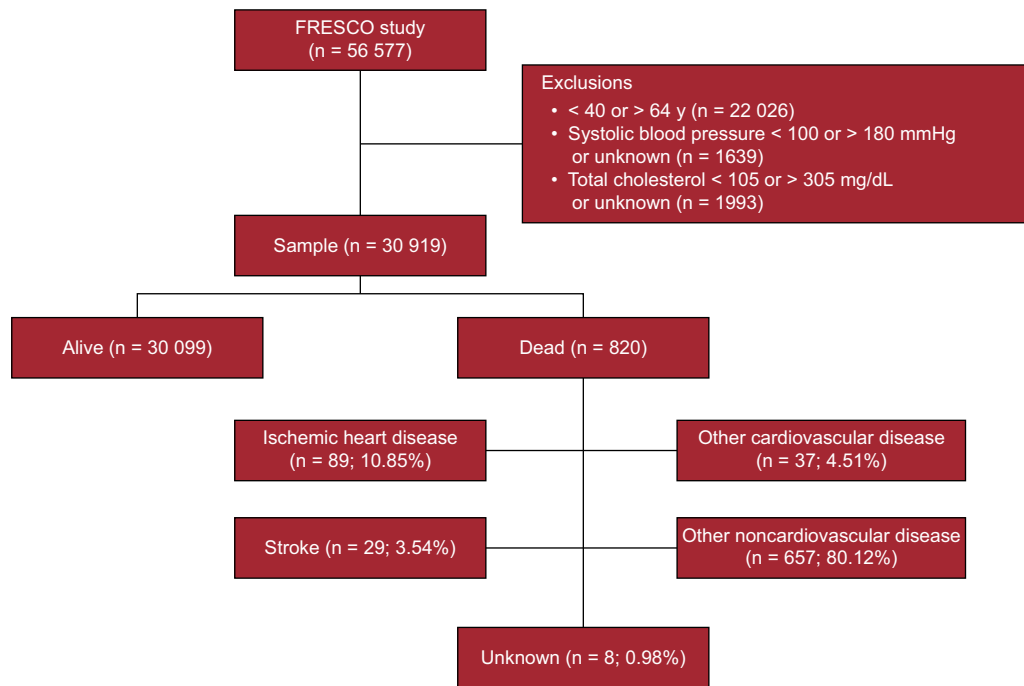 FRESCO study
(n = 56 577)
Exclusions
• < 40 or > 64 y (n = 22 026)
• Systolic blood pressure < 100 or > 180 mmHg
or unknown (n = 1639)
• Total cholesterol < 105 or > 305 mg/dL
or unknown (n = 1993)
Sample (n = 30 919)
Alive (n = 30 099)
Dead (n = 820)
Ischemic heart disease
(n = 89; 10.85%)
Other cardiovascular disease
(n = 37; 4.51%)
Stroke (n = 29; 3.54%)
Other noncardiovascular disease
(n = 657; 80.12%)
Unknown (n = 8; 0.98%)